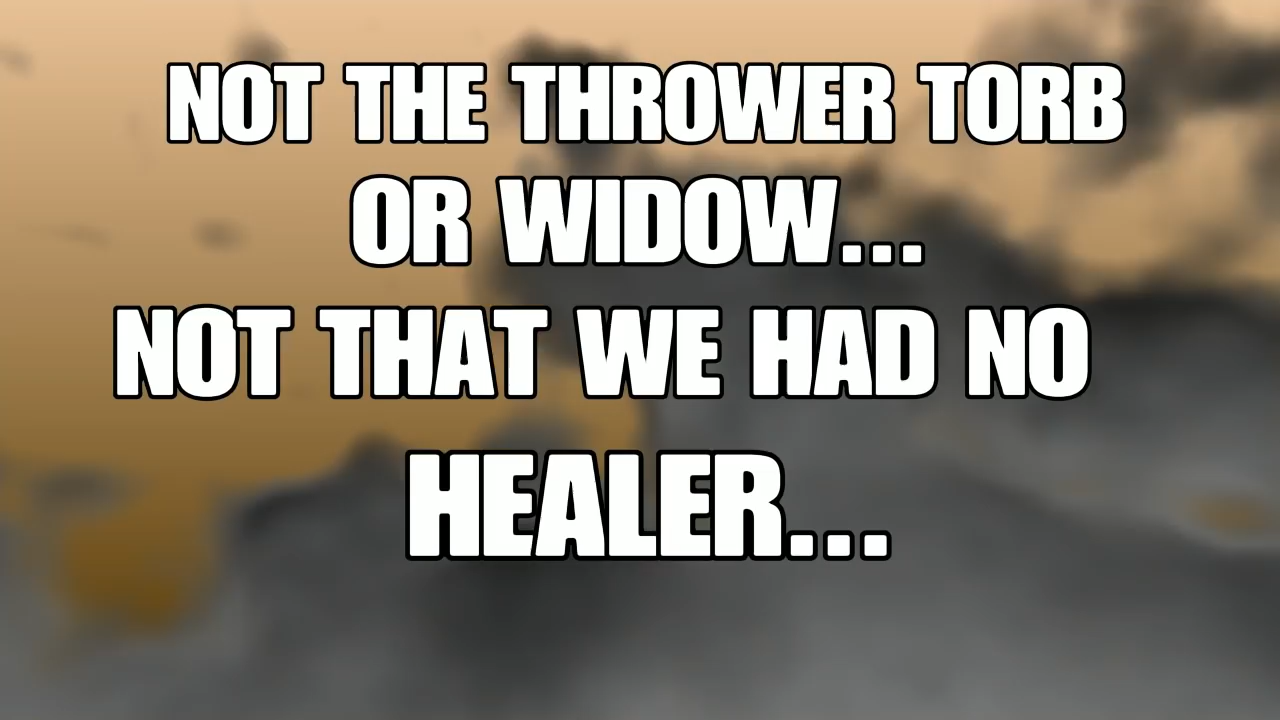 NOT THE THROWER TORB
OR WIDOW...
NOT THAT WE HAD NO
HEALER...